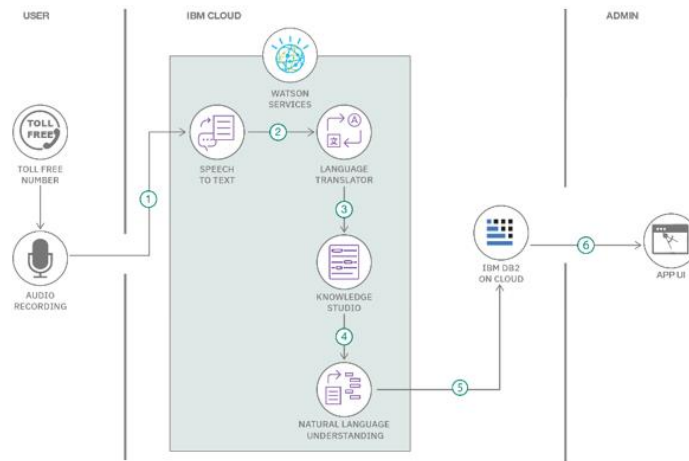 USER
IBM CLOUD
ADMIN
WATSON
SERVICES
TOLL
FREE
TOLL FREE
NUMBER
SPEECH
TO TEXT
2
A
文
LANGUAGE
TRANSLATOR
1
3
AUDIO
RECORDING
KNOWLEDGE
STUDIO
IBM DB2
ON CLOUD
6
APP UI
4
5
NATURAL LANGUAGE
UNDERSTANDING